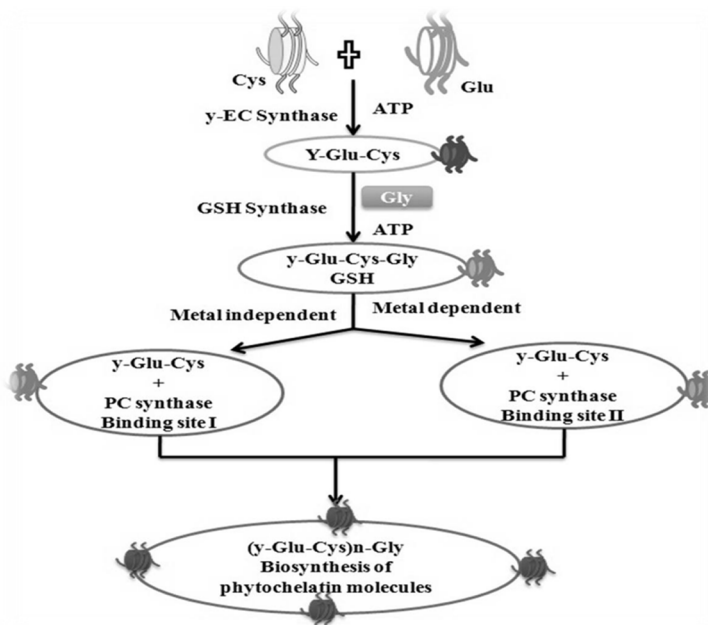 Cys
Glu
y-EC Synthase
ATP
Y-Glu-Cys
GSH Synthase
Gly
ATP
y-Glu-Cys-Gly
GSH
Metal independent
Metal dependent
y-Glu-Cys
+
PC synthase
Binding site I
y-Glu-Cys
+
PC synthase
Binding site II
(y-Glu-Cys)n-Gly
Biosynthesis of
phytochelatin molecules